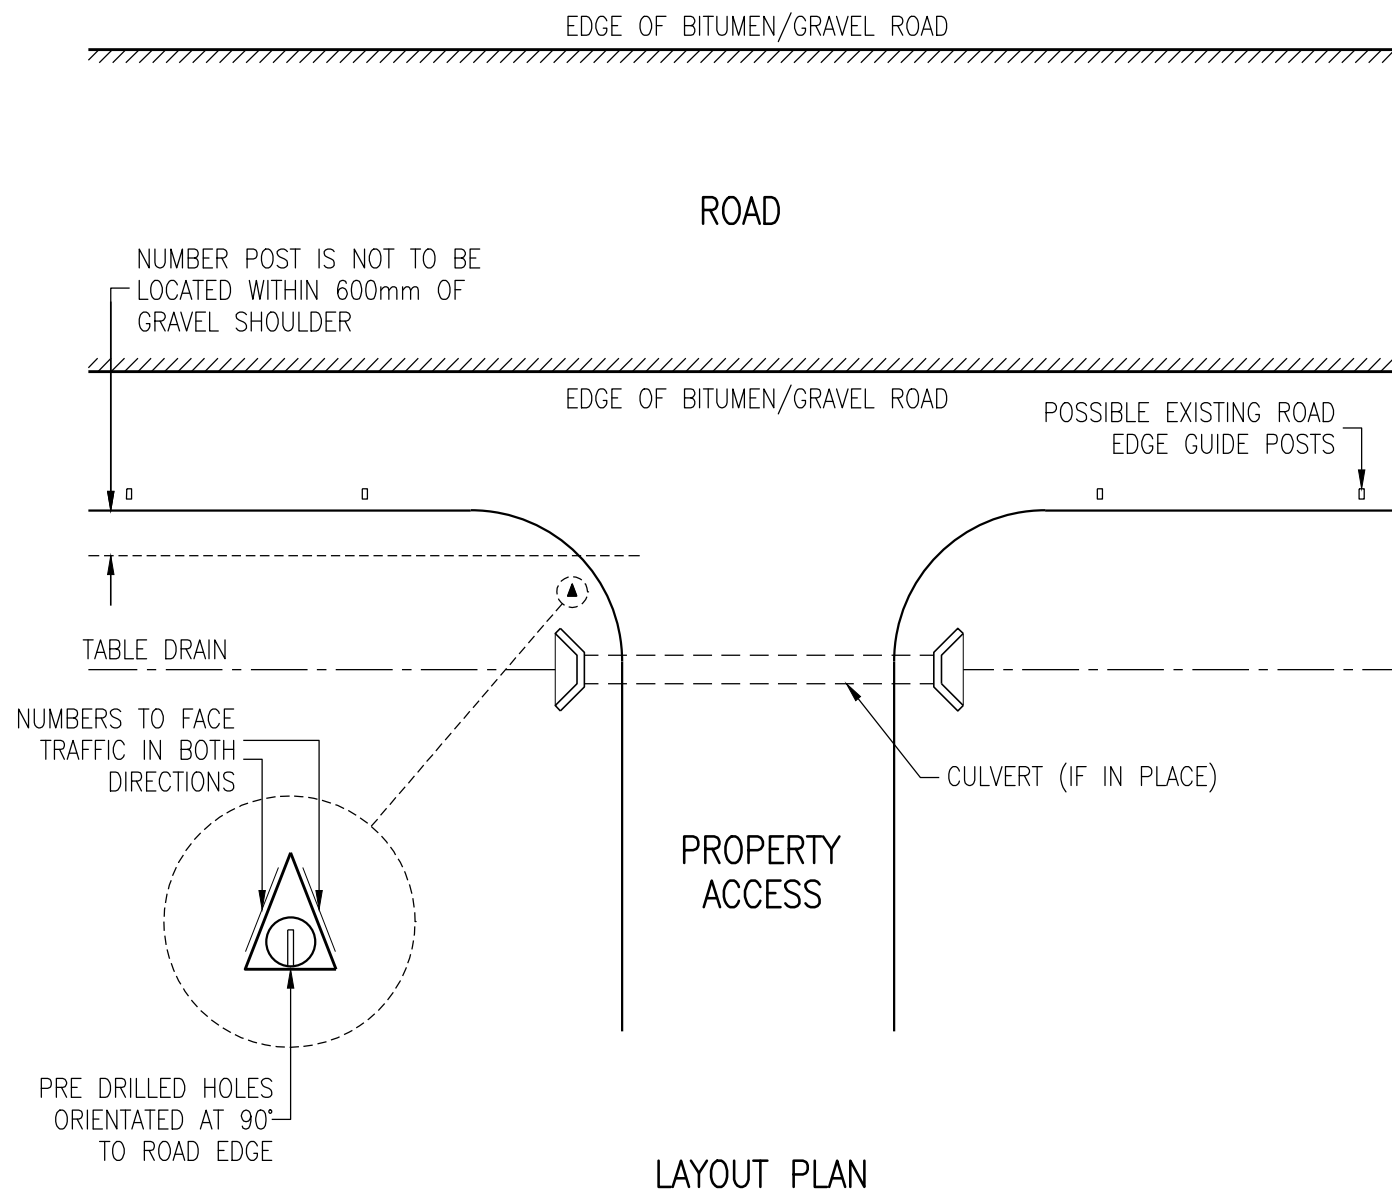 EDGE OF BITUMEN/GRAVEL ROAD
ROAD
NUMBER POST IS NOT TO BE
LOCATED WITHIN 600mm OF
GRAVEL SHOULDER
EDGE OF BITUMEN/GRAVEL ROAD
POSSIBLE EXISTING ROAD
EDGE GUIDE POSTS
TABLE DRAIN
NUMBERS TO FACE
TRAFFIC IN BOTH
DIRECTIONS
CULVERT (IF IN PLACE)
PROPERTY
ACCESS
PRE DRILLED HOLES
ORIENTATED AT 90°
TO ROAD EDGE
LAYOUT PLAN